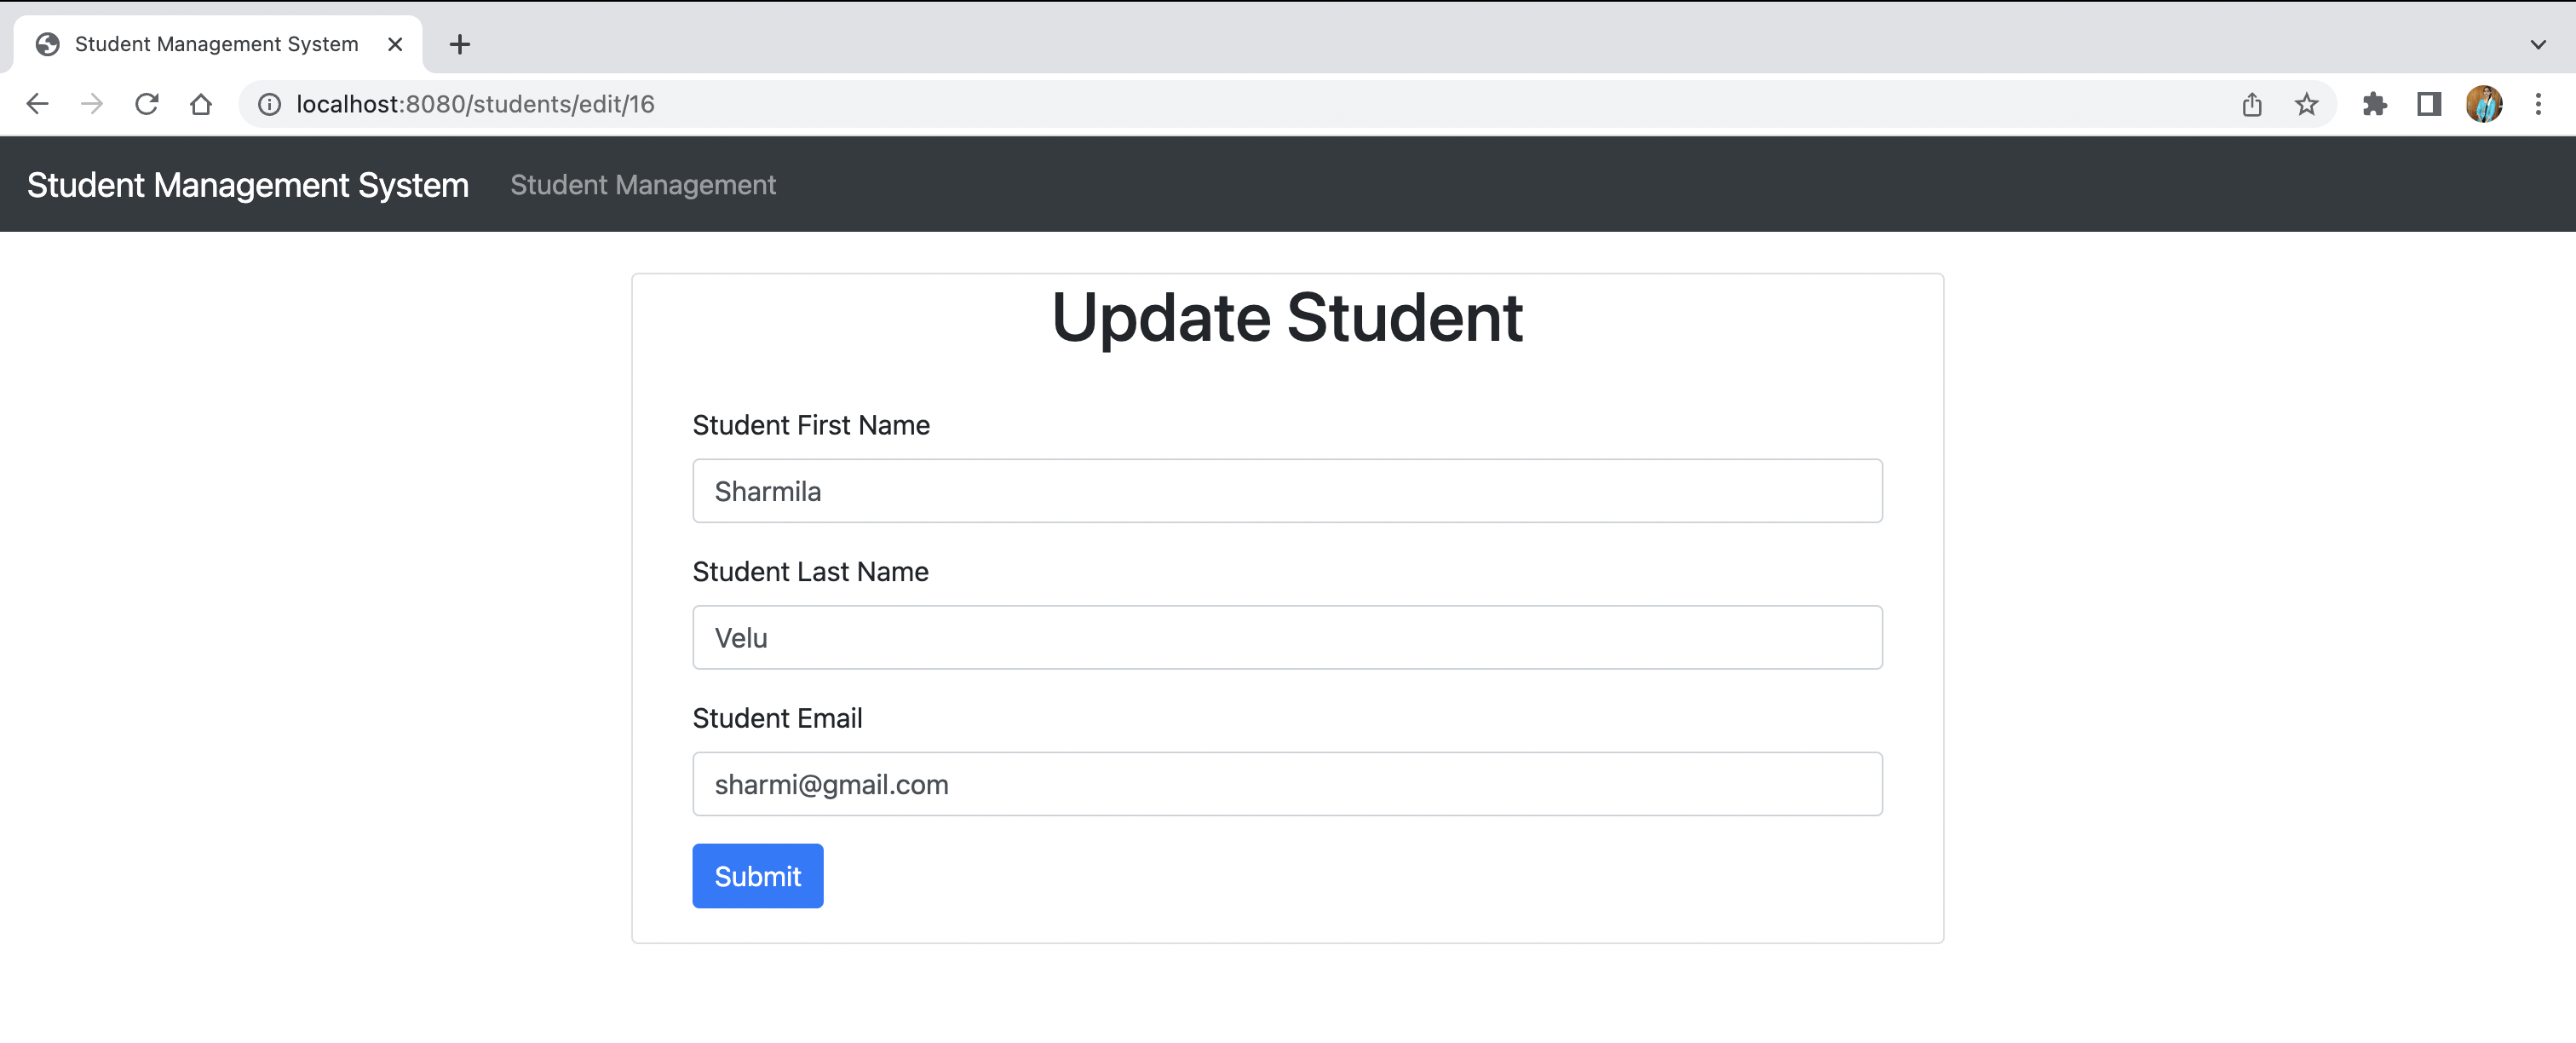 Student Management System
localhost:8080/students/edit/16
Student Management System Student Management
Update Student
Student First Name
Sharmila
Student Last Name
Velu
Student Email
sharmi@gmail.com
Submit